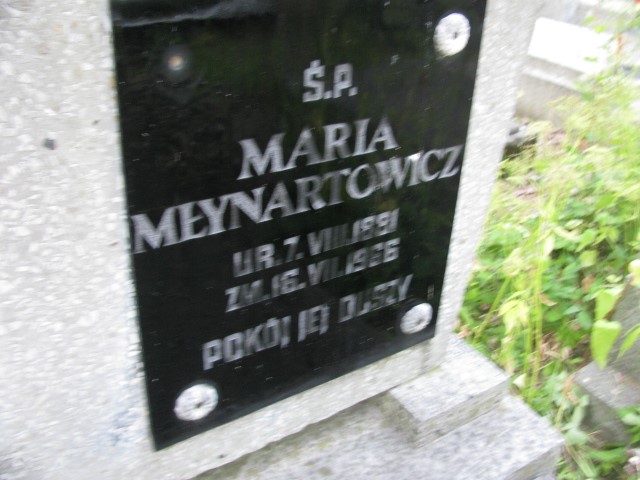 Ś.P.
MARIA
MŁYNARTOWICZ
UR. 7. VIII. 1891
ZM. 16. VII. 1966
POKÓJ JEJ DUSZY